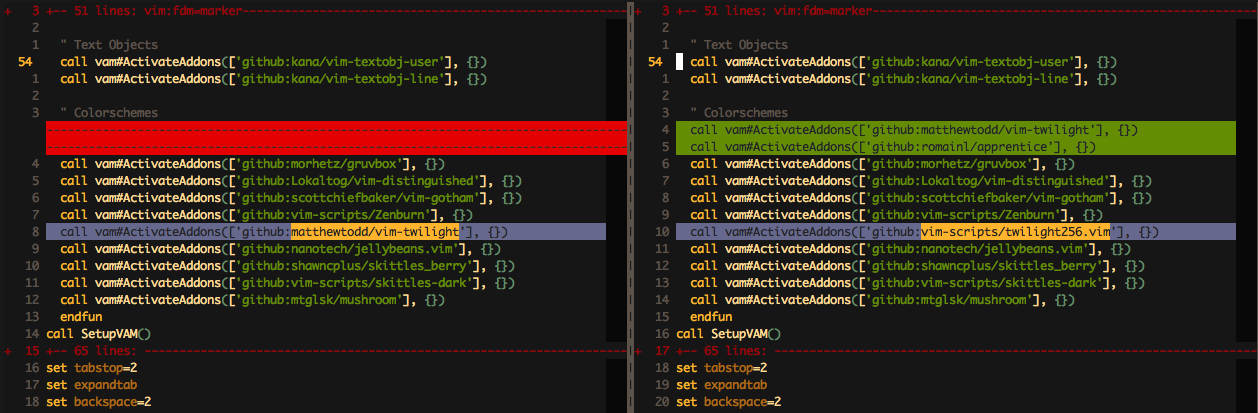 + 3 +-- 51 lines: vim:fdm=marker
2
1 " Text Objects
54 call vam#ActivateAddons(['github:kana/vim-textobj-user'], {})
1 call vam#ActivateAddons(['github:kana/vim-textobj-line'], {})
2
3 " Colorschemes
4 call vam#ActivateAddons(['github:morhetz/gruvbox'], {})
5 call vam#ActivateAddons(['github:Lokaltog/vim-distinguished'], {})
6 call vam#ActivateAddons(['github:scottchiefbaker/vim-gotham'], {})
7 call vam#ActivateAddons(['github:vim-scripts/Zenburn'], {})
8 call vam#ActivateAddons(['github:matthewtodd/vim-twilight'], {})
9 call vam#ActivateAddons(['github:nanotech/jellybeans.vim'], {})
10 call vam#ActivateAddons(['github:shawncplus/skittles_berry'], {})
11 call vam#ActivateAddons(['github:vim-scripts/skittles-dark'], {})
12 call vam#ActivateAddons(['github:mtglsk/mushroom'], {})
13 endfun
14 call SetupVAM()
+ 15 +-- 65 lines:
16 set tabstop=2
17 set expandtab
18 set backspace=2
+ 3 +-- 51 lines: vim:fdm=marker
2
1 " Text Objects
54 call vam#ActivateAddons(['github:kana/vim-textobj-user'], {})
1 call vam#ActivateAddons(['github:kana/vim-textobj-line'], {})
2
3 " Colorschemes
4 call vam#ActivateAddons(['github:matthewtodd/vim-twilight'], {})
5 call vam#ActivateAddons(['github:romainl/apprentice'], {})
6 call vam#ActivateAddons(['github:morhetz/gruvbox'], {})
7 call vam#ActivateAddons(['github:Lokaltog/vim-distinguished'], {})
8 call vam#ActivateAddons(['github:scottchiefbaker/vim-gotham'], {})
9 call vam#ActivateAddons(['github:vim-scripts/Zenburn'], {})
10 call vam#ActivateAddons(['github:vim-scripts/twilight256.vim'], {})
11 call vam#ActivateAddons(['github:nanotech/jellybeans.vim'], {})
12 call vam#ActivateAddons(['github:shawncplus/skittles_berry'], {})
13 call vam#ActivateAddons(['github:vim-scripts/skittles-dark'], {})
14 call vam#ActivateAddons(['github:mtglsk/mushroom'], {})
15 endfun
16 call SetupVAM()
+ 17 +-- 65 lines:
18 set tabstop=2
19 set expandtab
20 set backspace=2